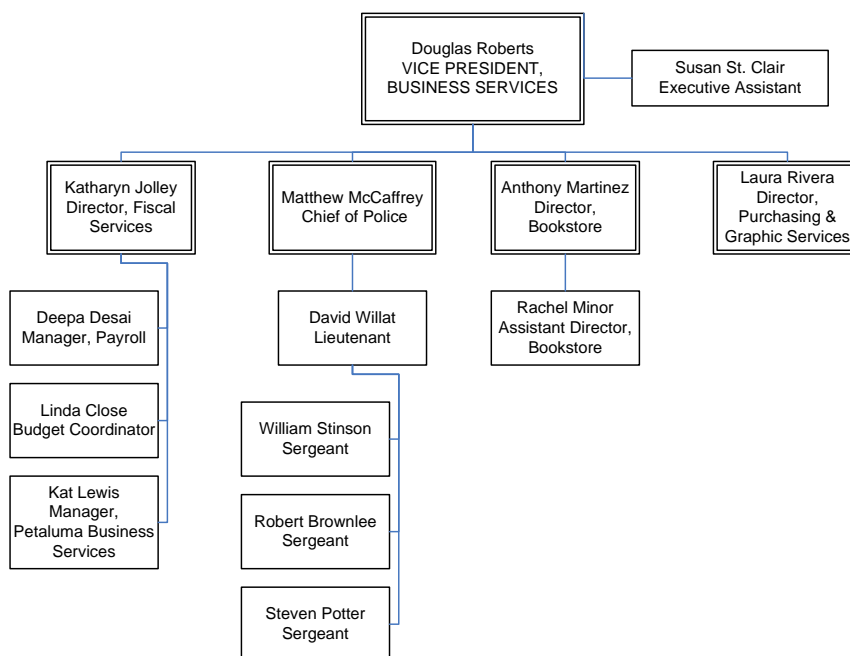 Douglas Roberts
VICE PRESIDENT,
BUSINESS SERVICES
Susan St. Clair
Executive Assistant
Katharyn Jolley
Director, Fiscal
Services
Matthew McCaffrey
Chief of Police
Anthony Martinez
Director,
Bookstore
Laura Rivera
Director,
Purchasing &
Graphic Services
Deepa Desai
Manager, Payroll
David Willat
Lieutenant
Rachel Minor
Assistant Director,
Bookstore
Linda Close
Budget Coordinator
William Stinson
Sergeant
Kat Lewis
Manager,
Petaluma Business
Services
Robert Brownlee
Sergeant
Steven Potter
Sergeant